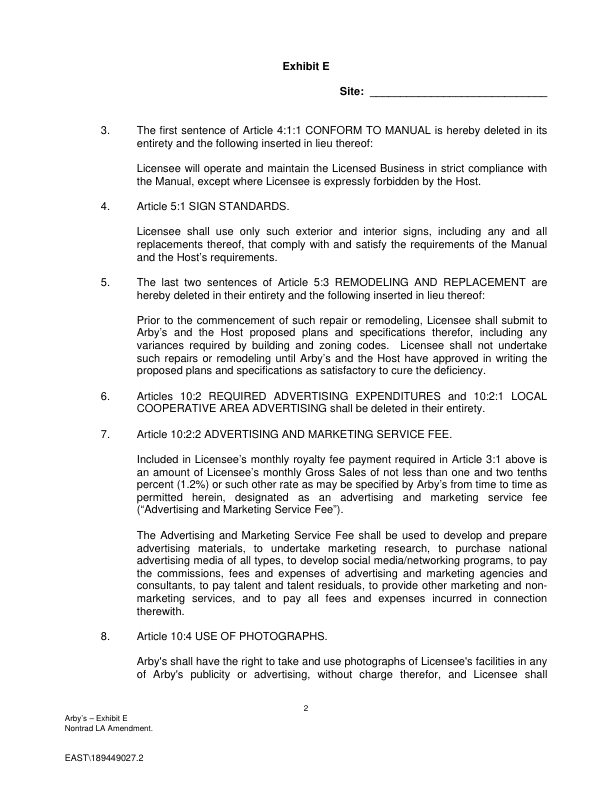 Exhibit E
Site: ______________________________
3. The first sentence of Article 4:1:1 CONFORM TO MANUAL is hereby deleted in its
entirety and the following inserted in lieu thereof:
Licensee will operate and maintain the Licensed Business in strict compliance with
the Manual, except where Licensee is expressly forbidden by the Host.
4. Article 5:1 SIGN STANDARDS.
Licensee shall use only such exterior and interior signs, including any and all
replacements thereof, that comply with and satisfy the requirements of the Manual
and the Host's requirements.
5. The last two sentences of Article 5:3 REMODELING AND REPLACEMENT are
hereby deleted in their entirety and the following inserted in lieu thereof:
Prior to the commencement of such repair or remodeling, Licensee shall submit to
Arby's and the Host proposed plans and specifications therefor, including any
variances required by building and zoning codes. Licensee shall not undertake
such repairs or remodeling until Arby's and the Host have approved in writing the
proposed plans and specifications as satisfactory to cure the deficiency.
6. Articles 10:2 REQUIRED ADVERTISING EXPENDITURES and 10:2:1 LOCAL
COOPERATIVE AREA ADVERTISING shall be deleted in their entirety.
7. Article 10:2:2 ADVERTISING AND MARKETING SERVICE FEE.
Included in Licensee's monthly royalty fee payment required in Article 3:1 above is
an amount of Licensee's monthly Gross Sales of not less than one and two tenths
percent (1.2%) or such other rate as may be specified by Arby's from time to time as
permitted herein, designated as an advertising and marketing service fee
("Advertising and Marketing Service Fee").
The Advertising and Marketing Service Fee shall be used to develop and prepare
advertising materials, to undertake marketing research, to purchase national
advertising media of all types, to develop social media/networking programs, to pay
the commissions, fees and expenses of advertising and marketing agencies and
consultants, to pay talent and talent residuals, to provide other marketing and non-
marketing services, and to pay all fees and expenses incurred in connection
therewith.
8. Article 10:4 USE OF PHOTOGRAPHS.
Arby's shall have the right to take and use photographs of Licensee's facilities in any
of Arby's publicity or advertising, without charge therefor, and Licensee shall
2
Arby's – Exhibit E
Nontrad LA Amendment.
EAST\189449027.2